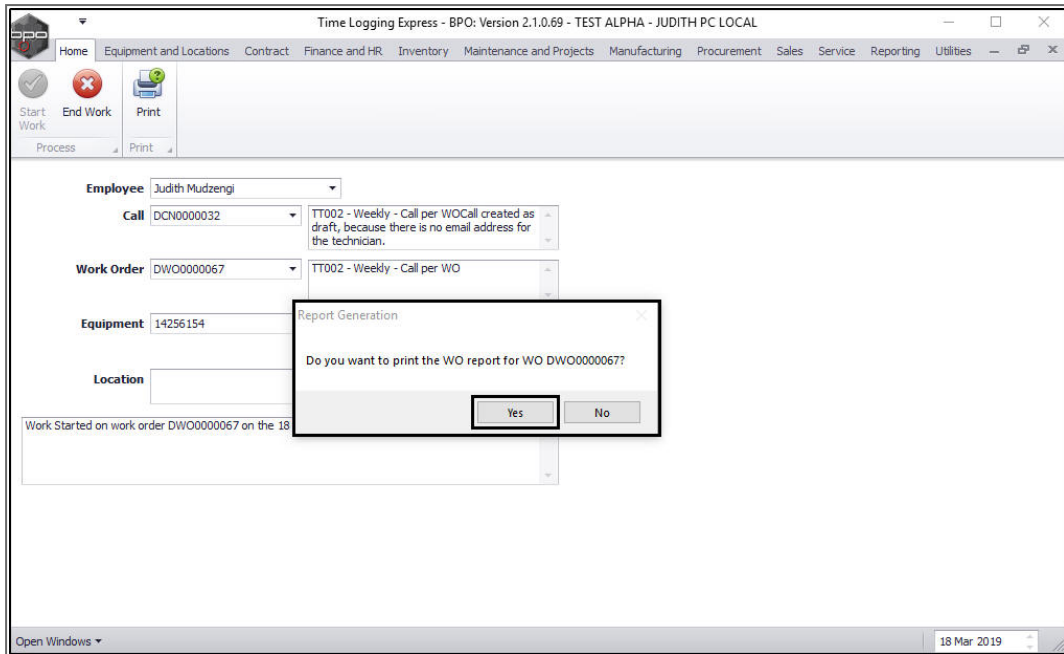 Time Logging Express - BPO: Version 2.1.0.69 - TEST ALPHA - JUDITH PC LOCAL
bpo
Home Equipment and Locations Contract Finance and HR Inventory Maintenance and Projects Manufacturing Procurement Sales Service Reporting Utilities
Start Work
End Work
Print
Process
Print
Employee Judith Mudzengi
Call DCN0000032
TT002 - Weekly - Call per WOCall created as
draft, because there is no email address for
the technician.
Work Order DWO0000067
TT002 - Weekly - Call per WO
Equipment 14256154
Location
Work Started on work order DWO0000067 on the 18
Report Generation
Do you want to print the WO report for WO DWO0000067?
Yes No
Open Windows
18 Mar 2019